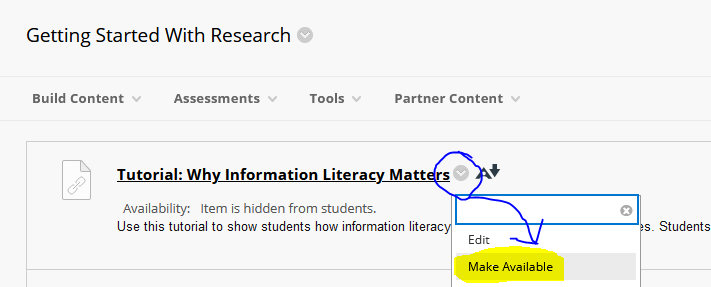 Getting Started With Research
Build Content Assessments Tools Partner Content
Tutorial: Why Information Literacy Matters
Availability: Item is hidden from students.
Use this tutorial to show students how information literacy es. Students
Edit
Make Available